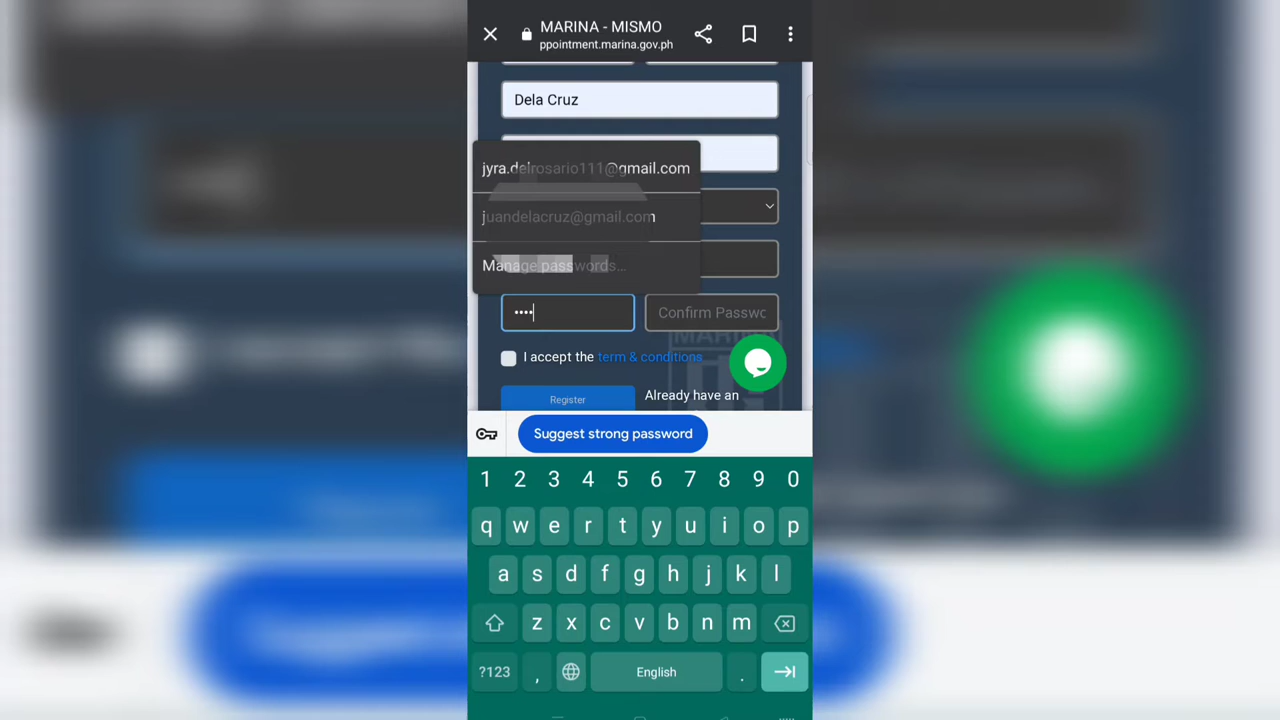 MARINA - MISMO
ppointment.marina.gov.ph
Dela Cruz
jyra.delrosario111@gmail.com
juandelacruz@gmail.com
Manage passwords...
••••
Confirm Passwc
I accept the term & conditions
Register
Already have an
Suggest strong password
1 2 3 4 5 6 7 8 9 0
q w e r t y u i o p
a s d f g h j k l
z x c v b n m
?123 , English .